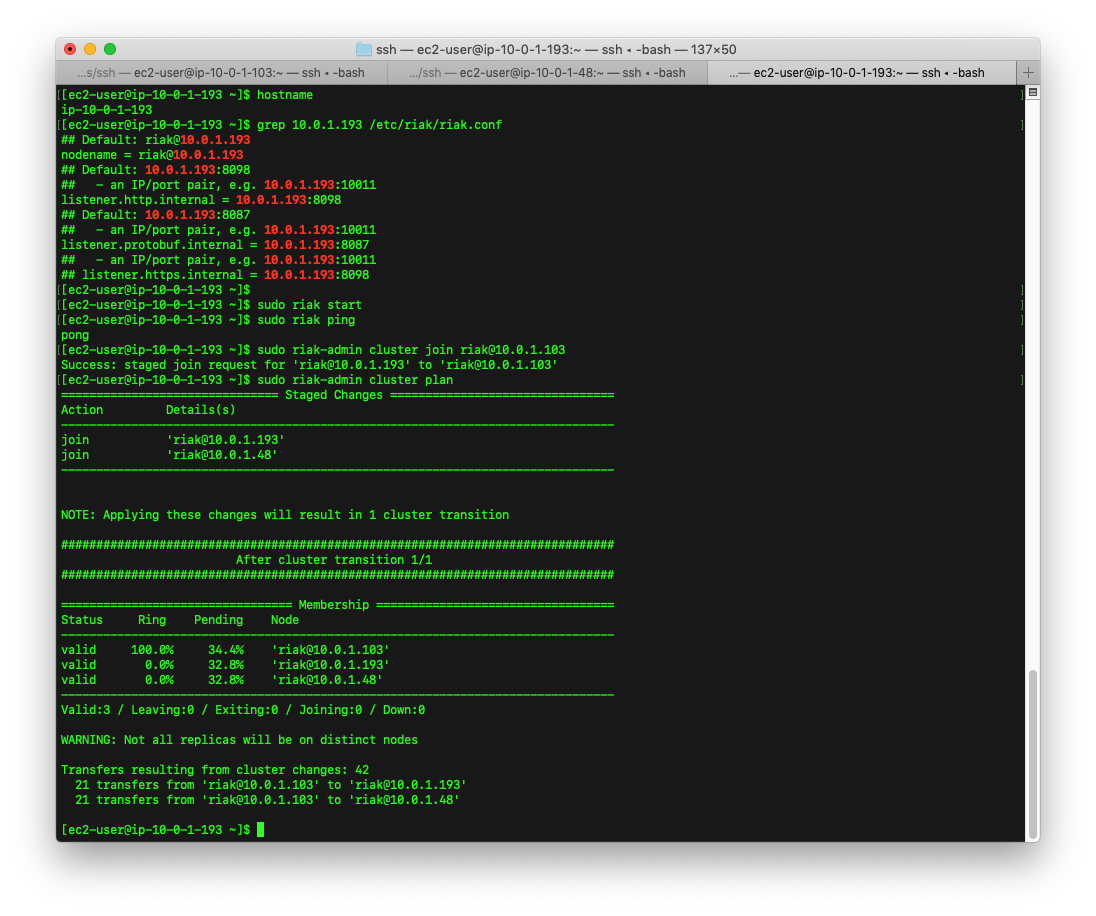 ssh — ec2-user@ip-10-0-1-193:~ — ssh ◂ -bash — 137×50
...s/ssh — ec2-user@ip-10-0-1-103:~ — ssh ◂ -bash
.../ssh — ec2-user@ip-10-0-1-48:~ — ssh ◂ -bash
...— ec2-user@ip-10-0-1-193:~ — ssh ◂ -bash
[[ec2-user@ip-10-0-1-193 ~]$ hostname ]
ip-10-0-1-193
[[ec2-user@ip-10-0-1-193 ~]$ grep 10.0.1.193 /etc/riak/riak.conf ]
## Default: riak@10.0.1.193
nodename = riak@10.0.1.193
## Default: 10.0.1.193:8098
##   - an IP/port pair, e.g. 10.0.1.193:10011
listener.http.internal = 10.0.1.193:8098
## Default: 10.0.1.193:8087
##   - an IP/port pair, e.g. 10.0.1.193:10011
listener.protobuf.internal = 10.0.1.193:8087
##   - an IP/port pair, e.g. 10.0.1.193:10011
## listener.https.internal = 10.0.1.193:8098
[[ec2-user@ip-10-0-1-193 ~]$ ]
[[ec2-user@ip-10-0-1-193 ~]$ sudo riak start ]
[[ec2-user@ip-10-0-1-193 ~]$ sudo riak ping ]
pong
[[ec2-user@ip-10-0-1-193 ~]$ sudo riak-admin cluster join riak@10.0.1.103 ]
Success: staged join request for 'riak@10.0.1.193' to 'riak@10.0.1.103'
[[ec2-user@ip-10-0-1-193 ~]$ sudo riak-admin cluster plan ]
=============================== Staged Changes ================================
Action         Details(s)
-------------------------------------------------------------------------------
join           'riak@10.0.1.193'
join           'riak@10.0.1.48'
-------------------------------------------------------------------------------
NOTE: Applying these changes will result in 1 cluster transition
###############################################################################
                         After cluster transition 1/1
###############################################################################
================================= Membership ==================================
Status     Ring    Pending    Node
-------------------------------------------------------------------------------
valid     100.0%     34.4%    'riak@10.0.1.103'
valid       0.0%     32.8%    'riak@10.0.1.193'
valid       0.0%     32.8%    'riak@10.0.1.48'
-------------------------------------------------------------------------------
Valid:3 / Leaving:0 / Exiting:0 / Joining:0 / Down:0
WARNING: Not all replicas will be on distinct nodes
Transfers resulting from cluster changes: 42
  21 transfers from 'riak@10.0.1.103' to 'riak@10.0.1.193'
  21 transfers from 'riak@10.0.1.103' to 'riak@10.0.1.48'
[ec2-user@ip-10-0-1-193 ~]$